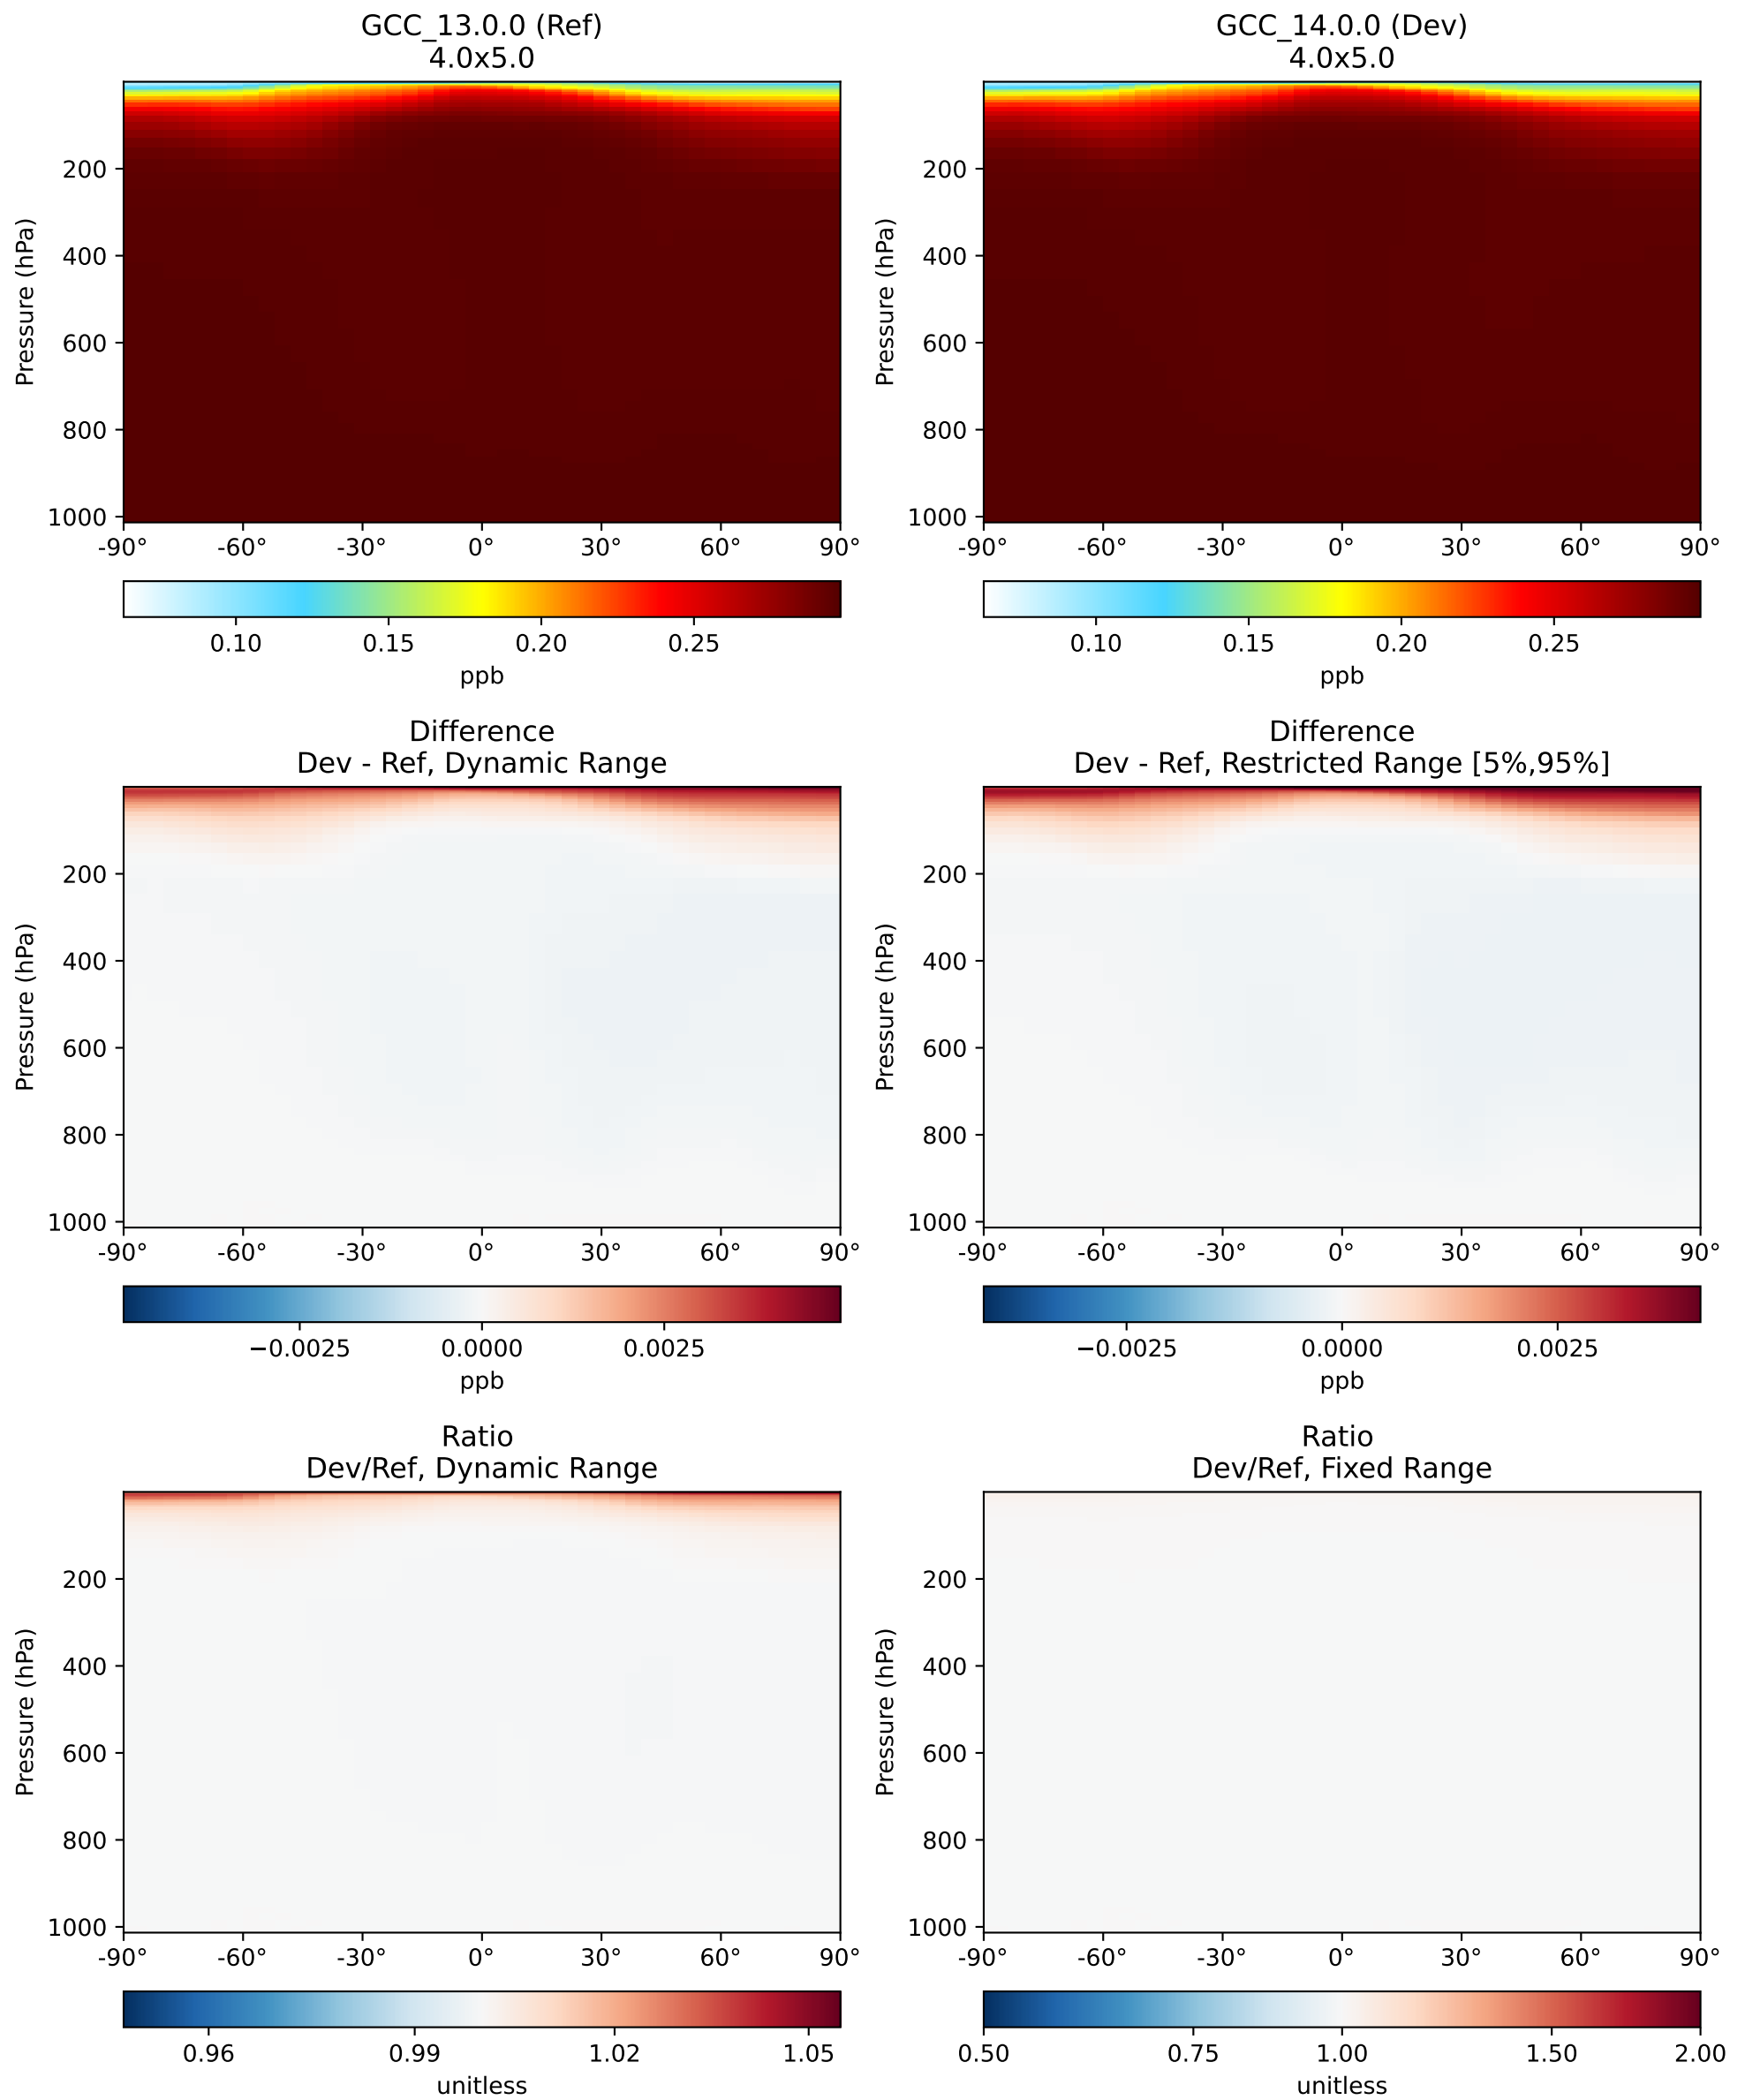 GCC_13.0.0 (Ref)
4.0x5.0
Pressure (hPa)
200
400
600
800
1000
-90° -60° -30° 0° 30° 60° 90°
0.10 0.15 0.20 0.25
ppb
GCC_14.0.0 (Dev)
4.0x5.0
Pressure (hPa)
200
400
600
800
1000
-90° -60° -30° 0° 30° 60° 90°
0.10 0.15 0.20 0.25
ppb
Difference
Dev - Ref, Dynamic Range
Pressure (hPa)
200
400
600
800
1000
-90° -60° -30° 0° 30° 60° 90°
−0.0025 0.0000 0.0025
ppb
Difference
Dev - Ref, Restricted Range [5%,95%]
Pressure (hPa)
200
400
600
800
1000
-90° -60° -30° 0° 30° 60° 90°
−0.0025 0.0000 0.0025
ppb
Ratio
Dev/Ref, Dynamic Range
Pressure (hPa)
200
400
600
800
1000
-90° -60° -30° 0° 30° 60° 90°
0.96 0.99 1.02 1.05
unitless
Ratio
Dev/Ref, Fixed Range
Pressure (hPa)
200
400
600
800
1000
-90° -60° -30° 0° 30° 60° 90°
0.50 0.75 1.00 1.50 2.00
unitless